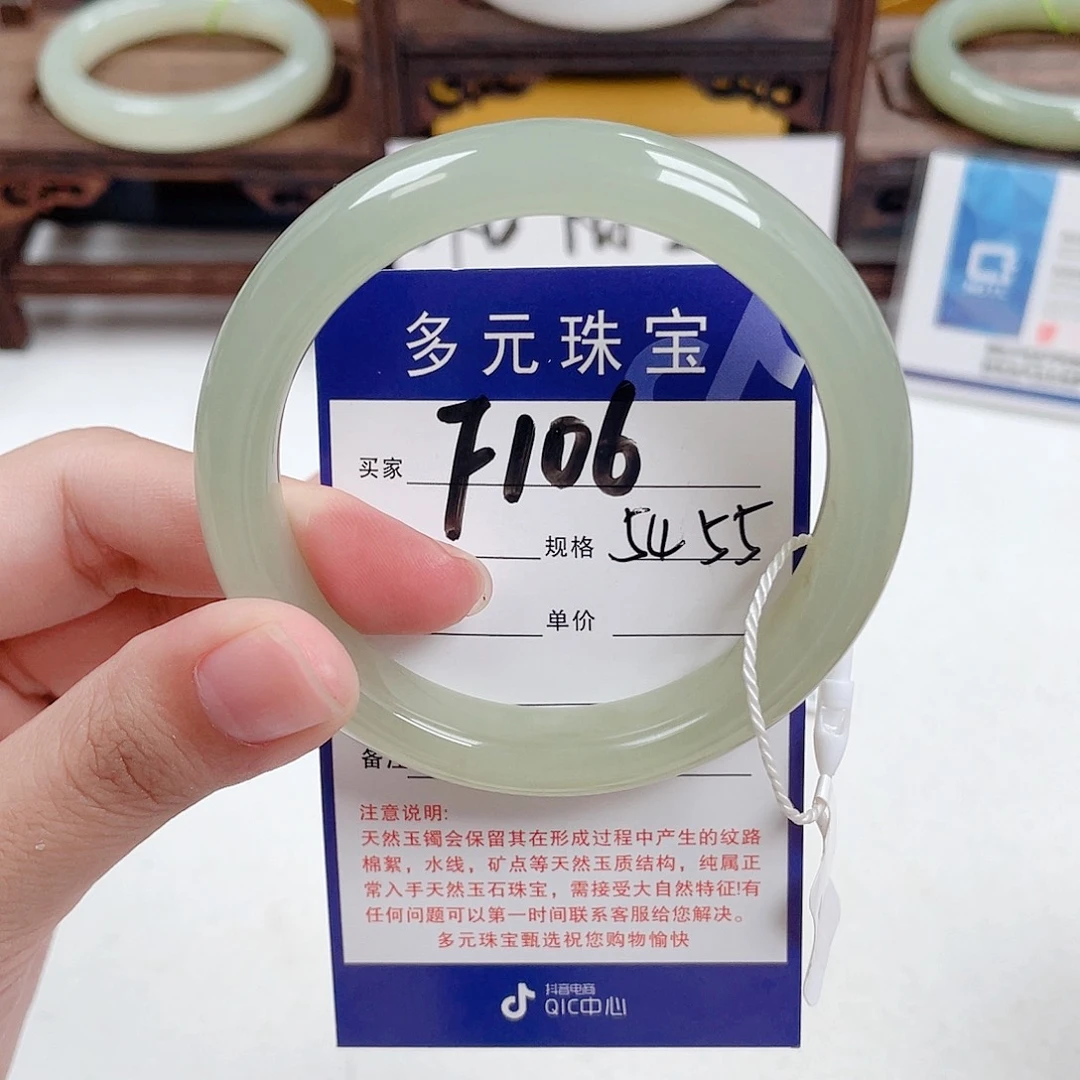 多元珠宝
买家 F106
规格 54 55
单价
备注
注意说明:
天然玉镯会保留其在形成过程中产生的纹路
棉絮，水线，矿点等天然玉质结构，纯属正
常入手天然玉石珠宝，需接受大自然特征!有
任何问题可以第一时间联系客服给您解决。
多元珠宝甄选祝您购物愉快
抖音电商
QIC中心